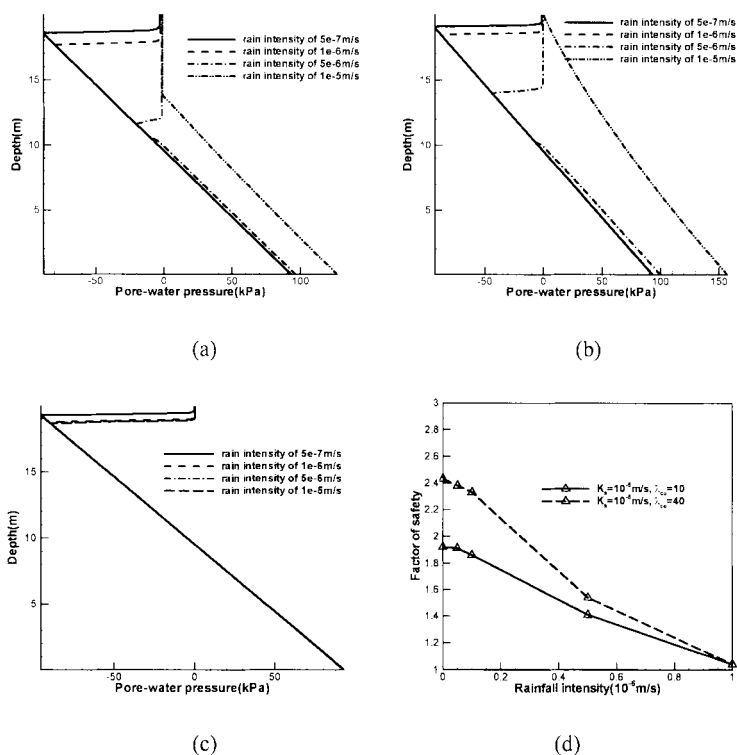 rain intensity of 5e-7m/s
rain intensity of 1e-6m/s
rain intensity of 5e-6m/s
rain intensity of 1e-5m/s
15
10
5
Depth(m)
-50 0 50 100
Pore-water pressure(kPa)
(a)
rain intensity of 5e-7m/s
rain intensity of 1e-6m/s
rain intensity of 5e-6m/s
rain intensity of 1e-5m/s
15
10
5
Depth(m)
-50 0 50 100 150
Pore-water pressure(kPa)
(b)
rain intensity of 5e-7m/s
rain intensity of 1e-6m/s
rain intensity of 5e-6m/s
rain intensity of 1e-5m/s
15
10
5
Depth(m)
-50 0 50
Pore-water pressure(kPa)
(c)
3
2.8
2.6
2.4
2.2
2
1.8
1.6
1.4
1.2
1
Factor of safety
=10 m/s, =10
=10 m/s, =40
0 0.2 0.4 0.6 0.8 1
Rainfall intensity(10 m/s)
(d)